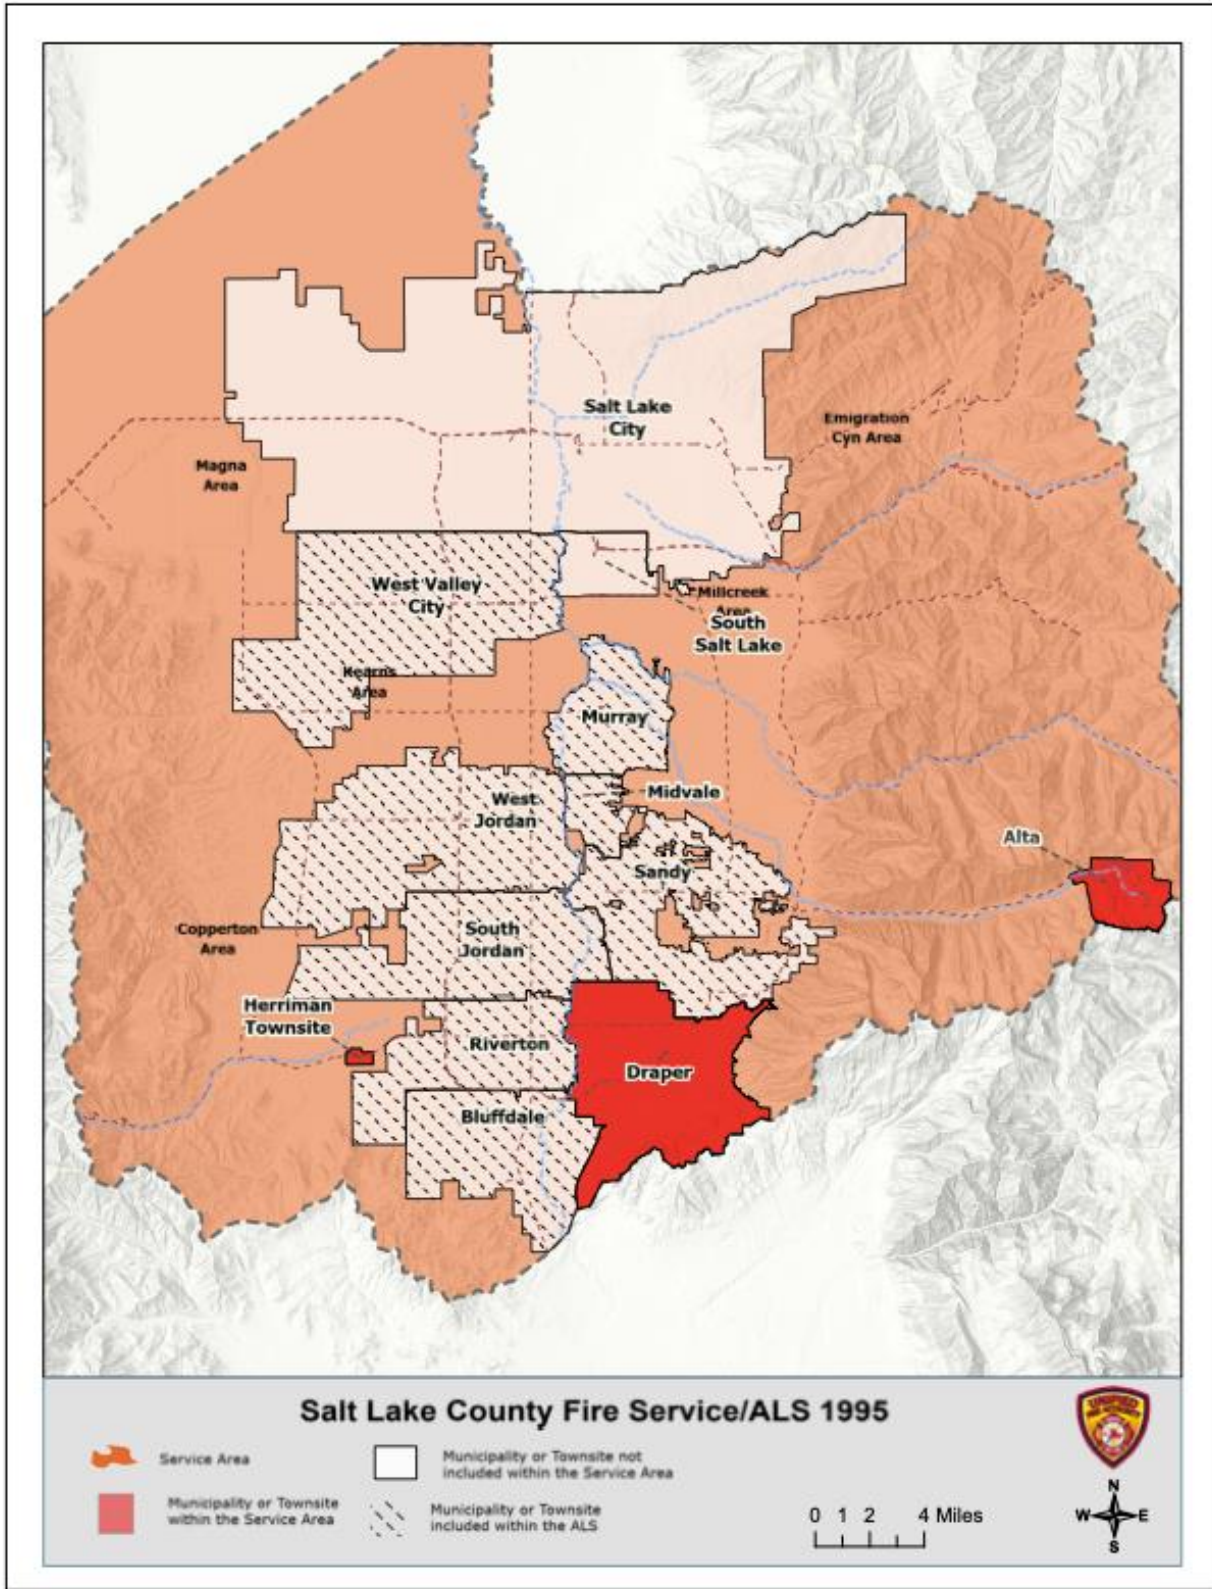 Salt Lake
City
Emigration
Cyn Area
Magna
Area
West Valley
City
Millcreek
Area
South
Salt Lake
Kearns
Area
Murray
Midvale
West
Jordan
Alta
Sandy
Copperton
Area
South
Jordan
Herriman
Townsite
Riverton
Draper
Bluffdale
Salt Lake County Fire Service/ALS 1995
Service Area
Municipality or Townsite not
included within the Service Area
Municipality or Townsite
within the Service Area
Municipality or Townsite
included within the ALS
0 1 2 4 Miles
UNIFIED
FIRE AUTHORITY
N
W E
S